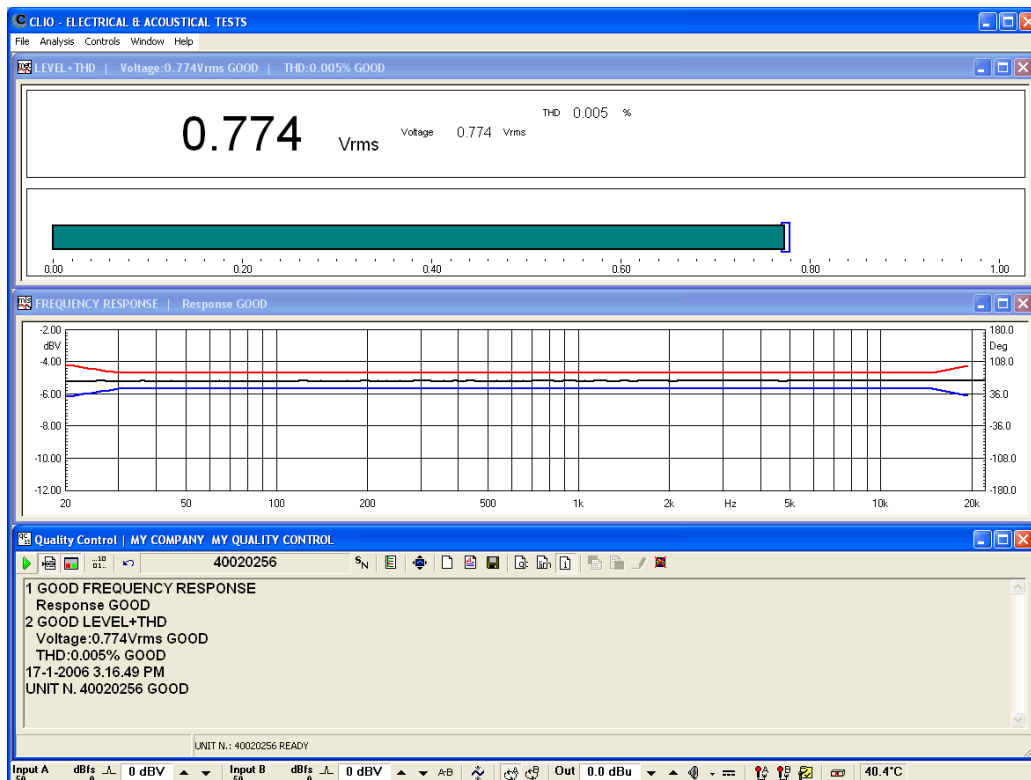 CLIO - ELECTRICAL & ACOUSTICAL TESTS
File Analysis Controls Window Help
LEVEL+THD | Voltage:0.774Vrms GOOD | THD:0.005% GOOD
THD 0.005 %
0.774 Vrms Voltage 0.774 Vrms
0.00 0.20 0.40 0.60 0.80 1.00
FREQUENCY RESPONSE | Response GOOD
-2.00 180.0
dBV Deg
-4.00 108.0
-6.00 36.0
-8.00 -36.0
-10.00 -108.0
-12.00 -180.0
20 50 100 200 500 1k 2k Hz 5k 10k 20k
Quality Control | MY COMPANY MY QUALITY CONTROL
40020256 SN
1 GOOD FREQUENCY RESPONSE
Response GOOD
2 GOOD LEVEL+THD
Voltage:0.774Vrms GOOD
THD:0.005% GOOD
17-1-2006 3.16.49 PM
UNIT N. 40020256 GOOD
UNIT N.: 40020256 READY
Input A dBfs 0 dBV Input B dBfs 0 dBV A-B Out 0.0 dBu 40.4°C